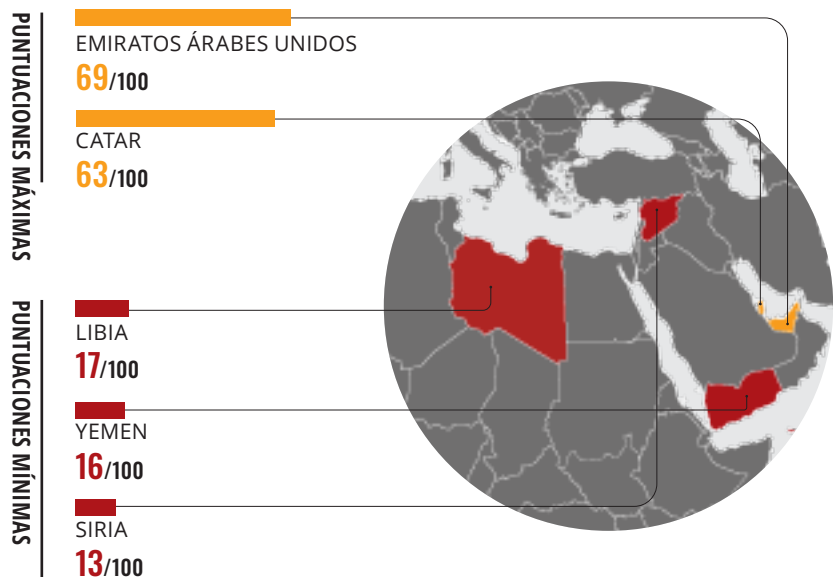 PUNTUACIONES MÁXIMAS
EMIRATOS ÁRABES UNIDOS
69/100
CATAR
63/100
PUNTUACIONES MÍNIMAS
LIBIA
17/100
YEMEN
16/100
SIRIA
13/100